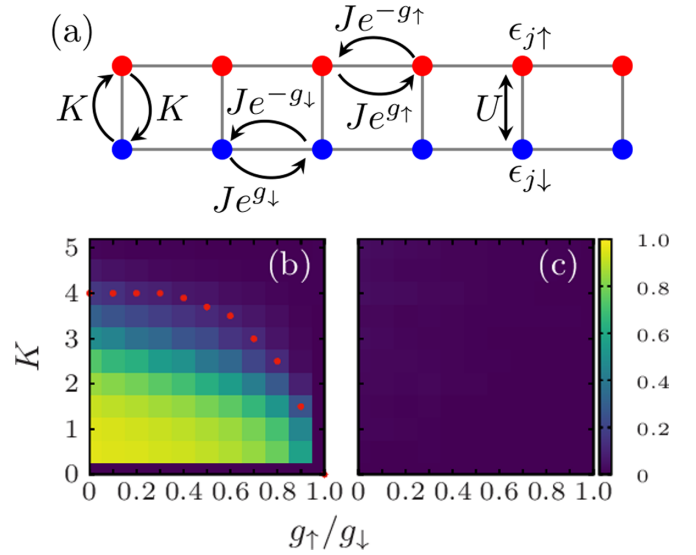 (a)
Je^{-g↑}
ϵ_{j↑}
K K Je^{-g↓} Je^{g↑} U
Je^{g↓} ϵ_{j↓}
(b) (c)
5 1.0
4 0.8
3 0.6
K
2 0.4
1 0.2
0 0
0 0.2 0.4 0.6 0.8 1.0 0 0.2 0.4 0.6 0.8 1.0
g↑/g↓